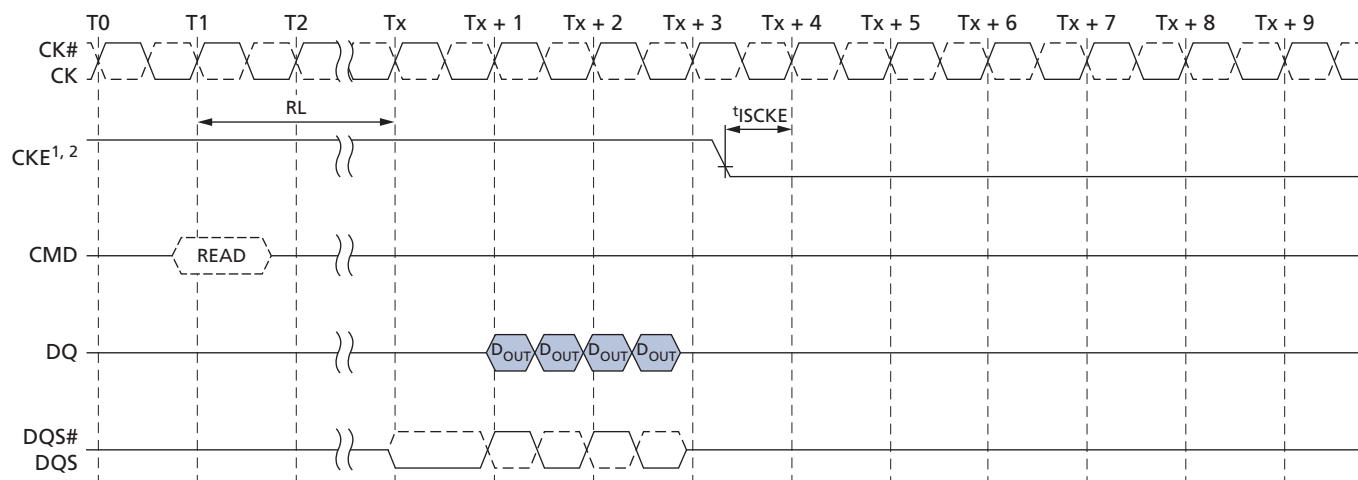 T0 T1 T2 Tx Tx + 1 Tx + 2 Tx + 3 Tx + 4 Tx + 5 Tx + 6 Tx + 7 Tx + 8 Tx + 9
CK#
CK
RL
tISCKE
CKE1, 2
CMD READ
DQ DOUT DOUT DOUT DOUT
DQS#
DQS